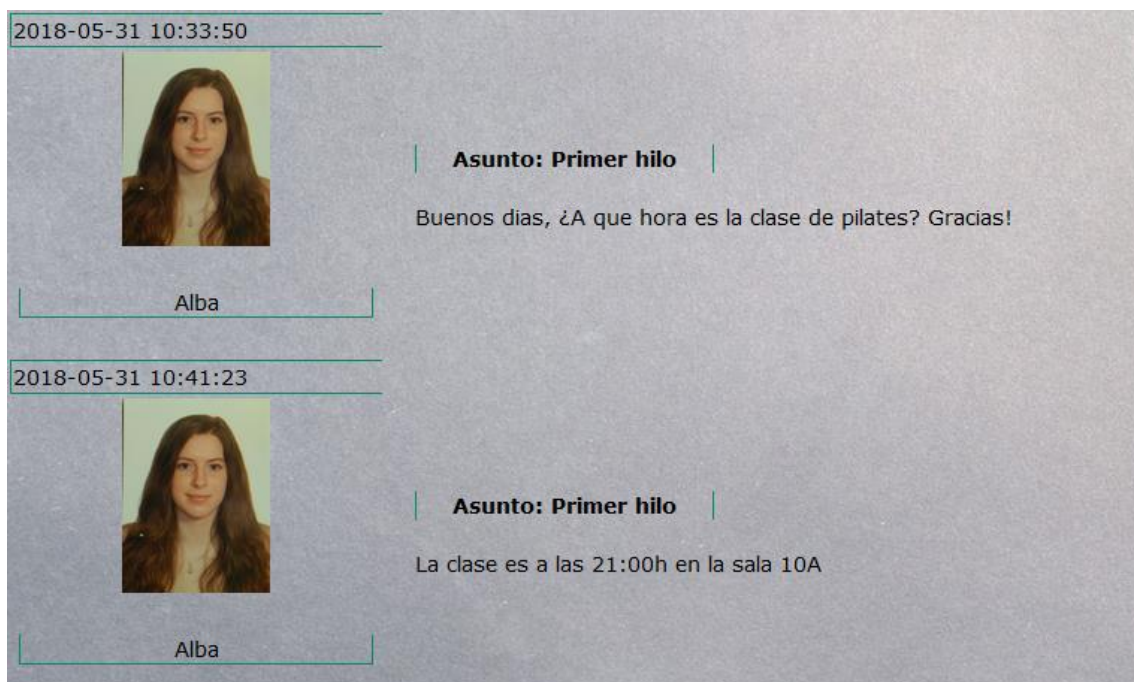 2018-05-31 10:33:50
Asunto: Primer hilo
Buenos dias, ¿A que hora es la clase de pilates? Gracias!
Alba
2018-05-31 10:41:23
Asunto: Primer hilo
La clase es a las 21:00h en la sala 10A
Alba